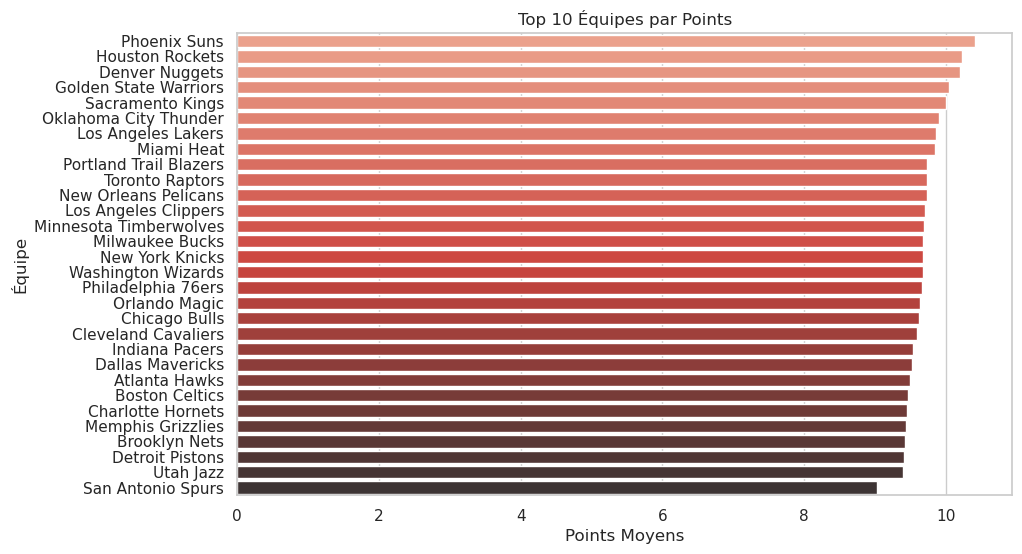 Top 10 Équipes par Points
Phoenix Suns
Houston Rockets
Denver Nuggets
Golden State Warriors
Sacramento Kings
Oklahoma City Thunder
Los Angeles Lakers
Miami Heat
Portland Trail Blazers
Toronto Raptors
New Orleans Pelicans
Los Angeles Clippers
Minnesota Timberwolves
Milwaukee Bucks
New York Knicks
Washington Wizards
Philadelphia 76ers
Orlando Magic
Chicago Bulls
Cleveland Cavaliers
Indiana Pacers
Dallas Mavericks
Atlanta Hawks
Boston Celtics
Charlotte Hornets
Memphis Grizzlies
Brooklyn Nets
Detroit Pistons
Utah Jazz
San Antonio Spurs
Équipe
0 2 4 6 8 10
Points Moyens